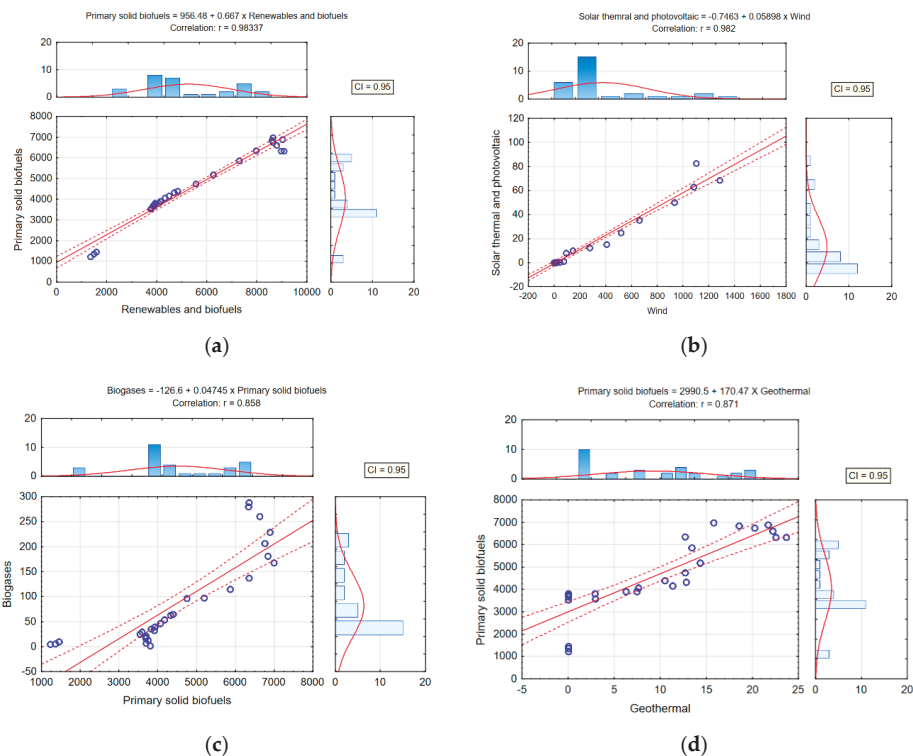 Primary solid biofuels = 956.48 + 0.667 x Renewables and biofuels
Correlation: r = 0.98337
20
10
0
CI = 0.95
8000
7000
6000
5000
4000
3000
2000
1000
0
Primary solid biofuels
0 2000 4000 6000 8000 10000
0 10 20
Renewables and biofuels
(a)
Solar themral and photovoltaic = -0.7463 + 0.05898 x Wind
Correlation: r = 0.982
20
10
0
CI = 0.95
120
100
80
60
40
20
0
-20
Solar thermal and photovoltaic
-200 0 200 400 600 800 1000 1200 1400 1600 1800
0 10 20
Wind
(b)
Biogases = -126.6 + 0.04745 x Primary solid biofuels
Correlation: r = 0.858
20
10
0
CI = 0.95
300
250
200
150
100
50
0
-50
Biogases
1000 2000 3000 4000 5000 6000 7000 8000
0 10 20
Primary solid biofuels
(c)
Primary solid biofuels = 2990.5 + 170.47 X Geothermal
Correlation: r = 0.871
20
10
0
CI = 0.95
8000
7000
6000
5000
4000
3000
2000
1000
0
Primary solid biofuels
-5 0 5 10 15 20 25
0 10 20
Geothermal
(d)